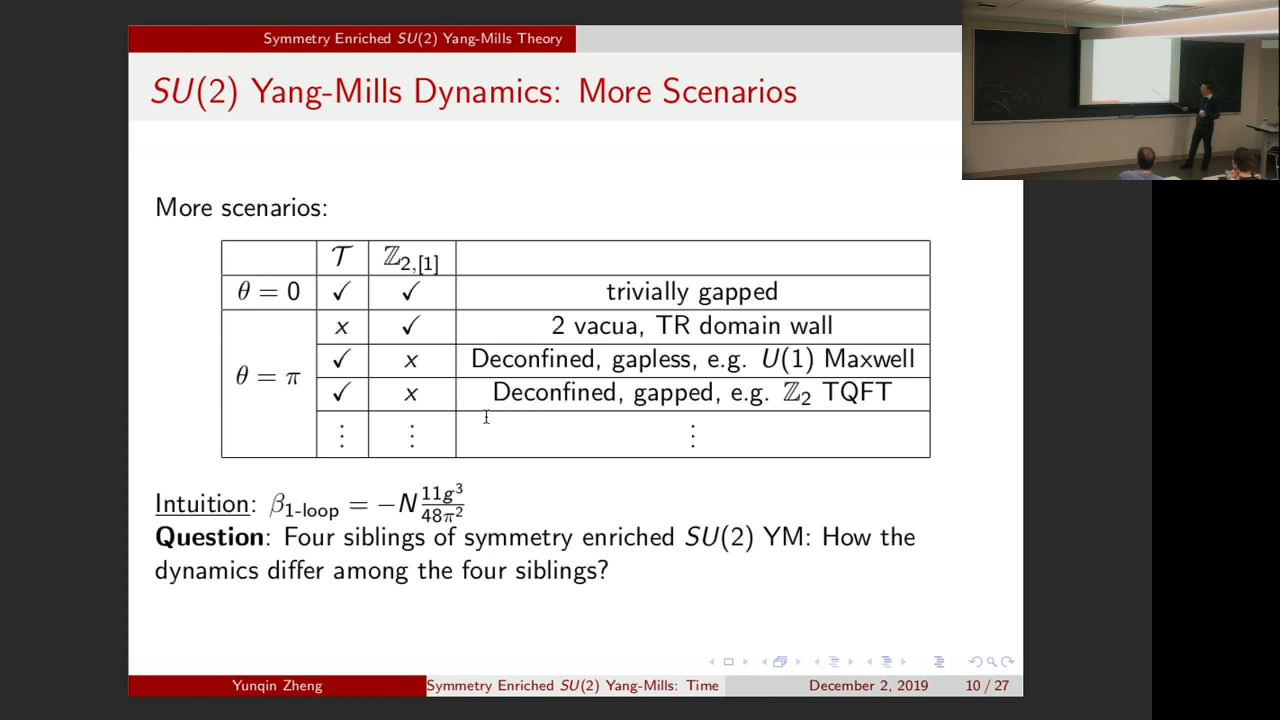 Symmetry Enriched SU(2) Yang-Mills Theory
SU(2) Yang-Mills Dynamics: More Scenarios
More scenarios:
𝒯 ℤ₂,[1]
θ = 0 ✓ ✓ trivially gapped
θ = π x ✓ 2 vacua, TR domain wall
✓ x Deconfined, gapless, e.g. U(1) Maxwell
✓ x Deconfined, gapped, e.g. ℤ₂ TQFT
⋮ ⋮ ⋮
Intuition: β₁₋ₗₒₒₚ = −N 11g³/48π²
Question: Four siblings of symmetry enriched SU(2) YM: How the
dynamics differ among the four siblings?
Yunqin Zheng Symmetry Enriched SU(2) Yang-Mills: Time December 2, 2019 10 / 27